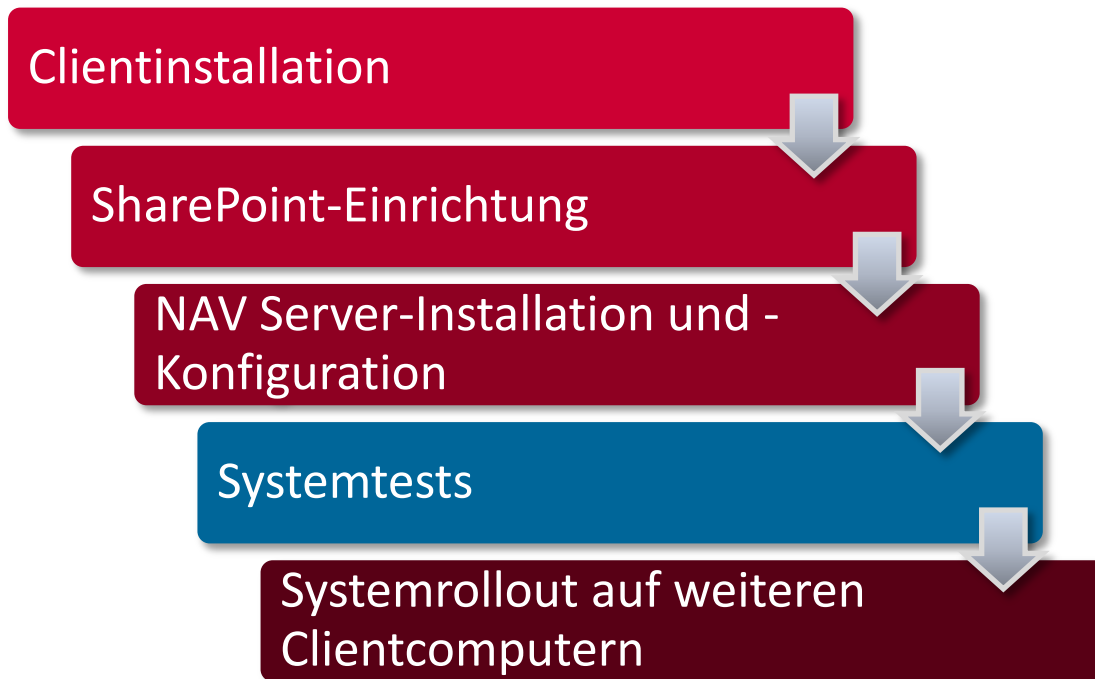 Clientinstallation
SharePoint-Einrichtung
NAV Server-Installation und -
Konfiguration
Systemtests
Systemrollout auf weiteren
Clientcomputern